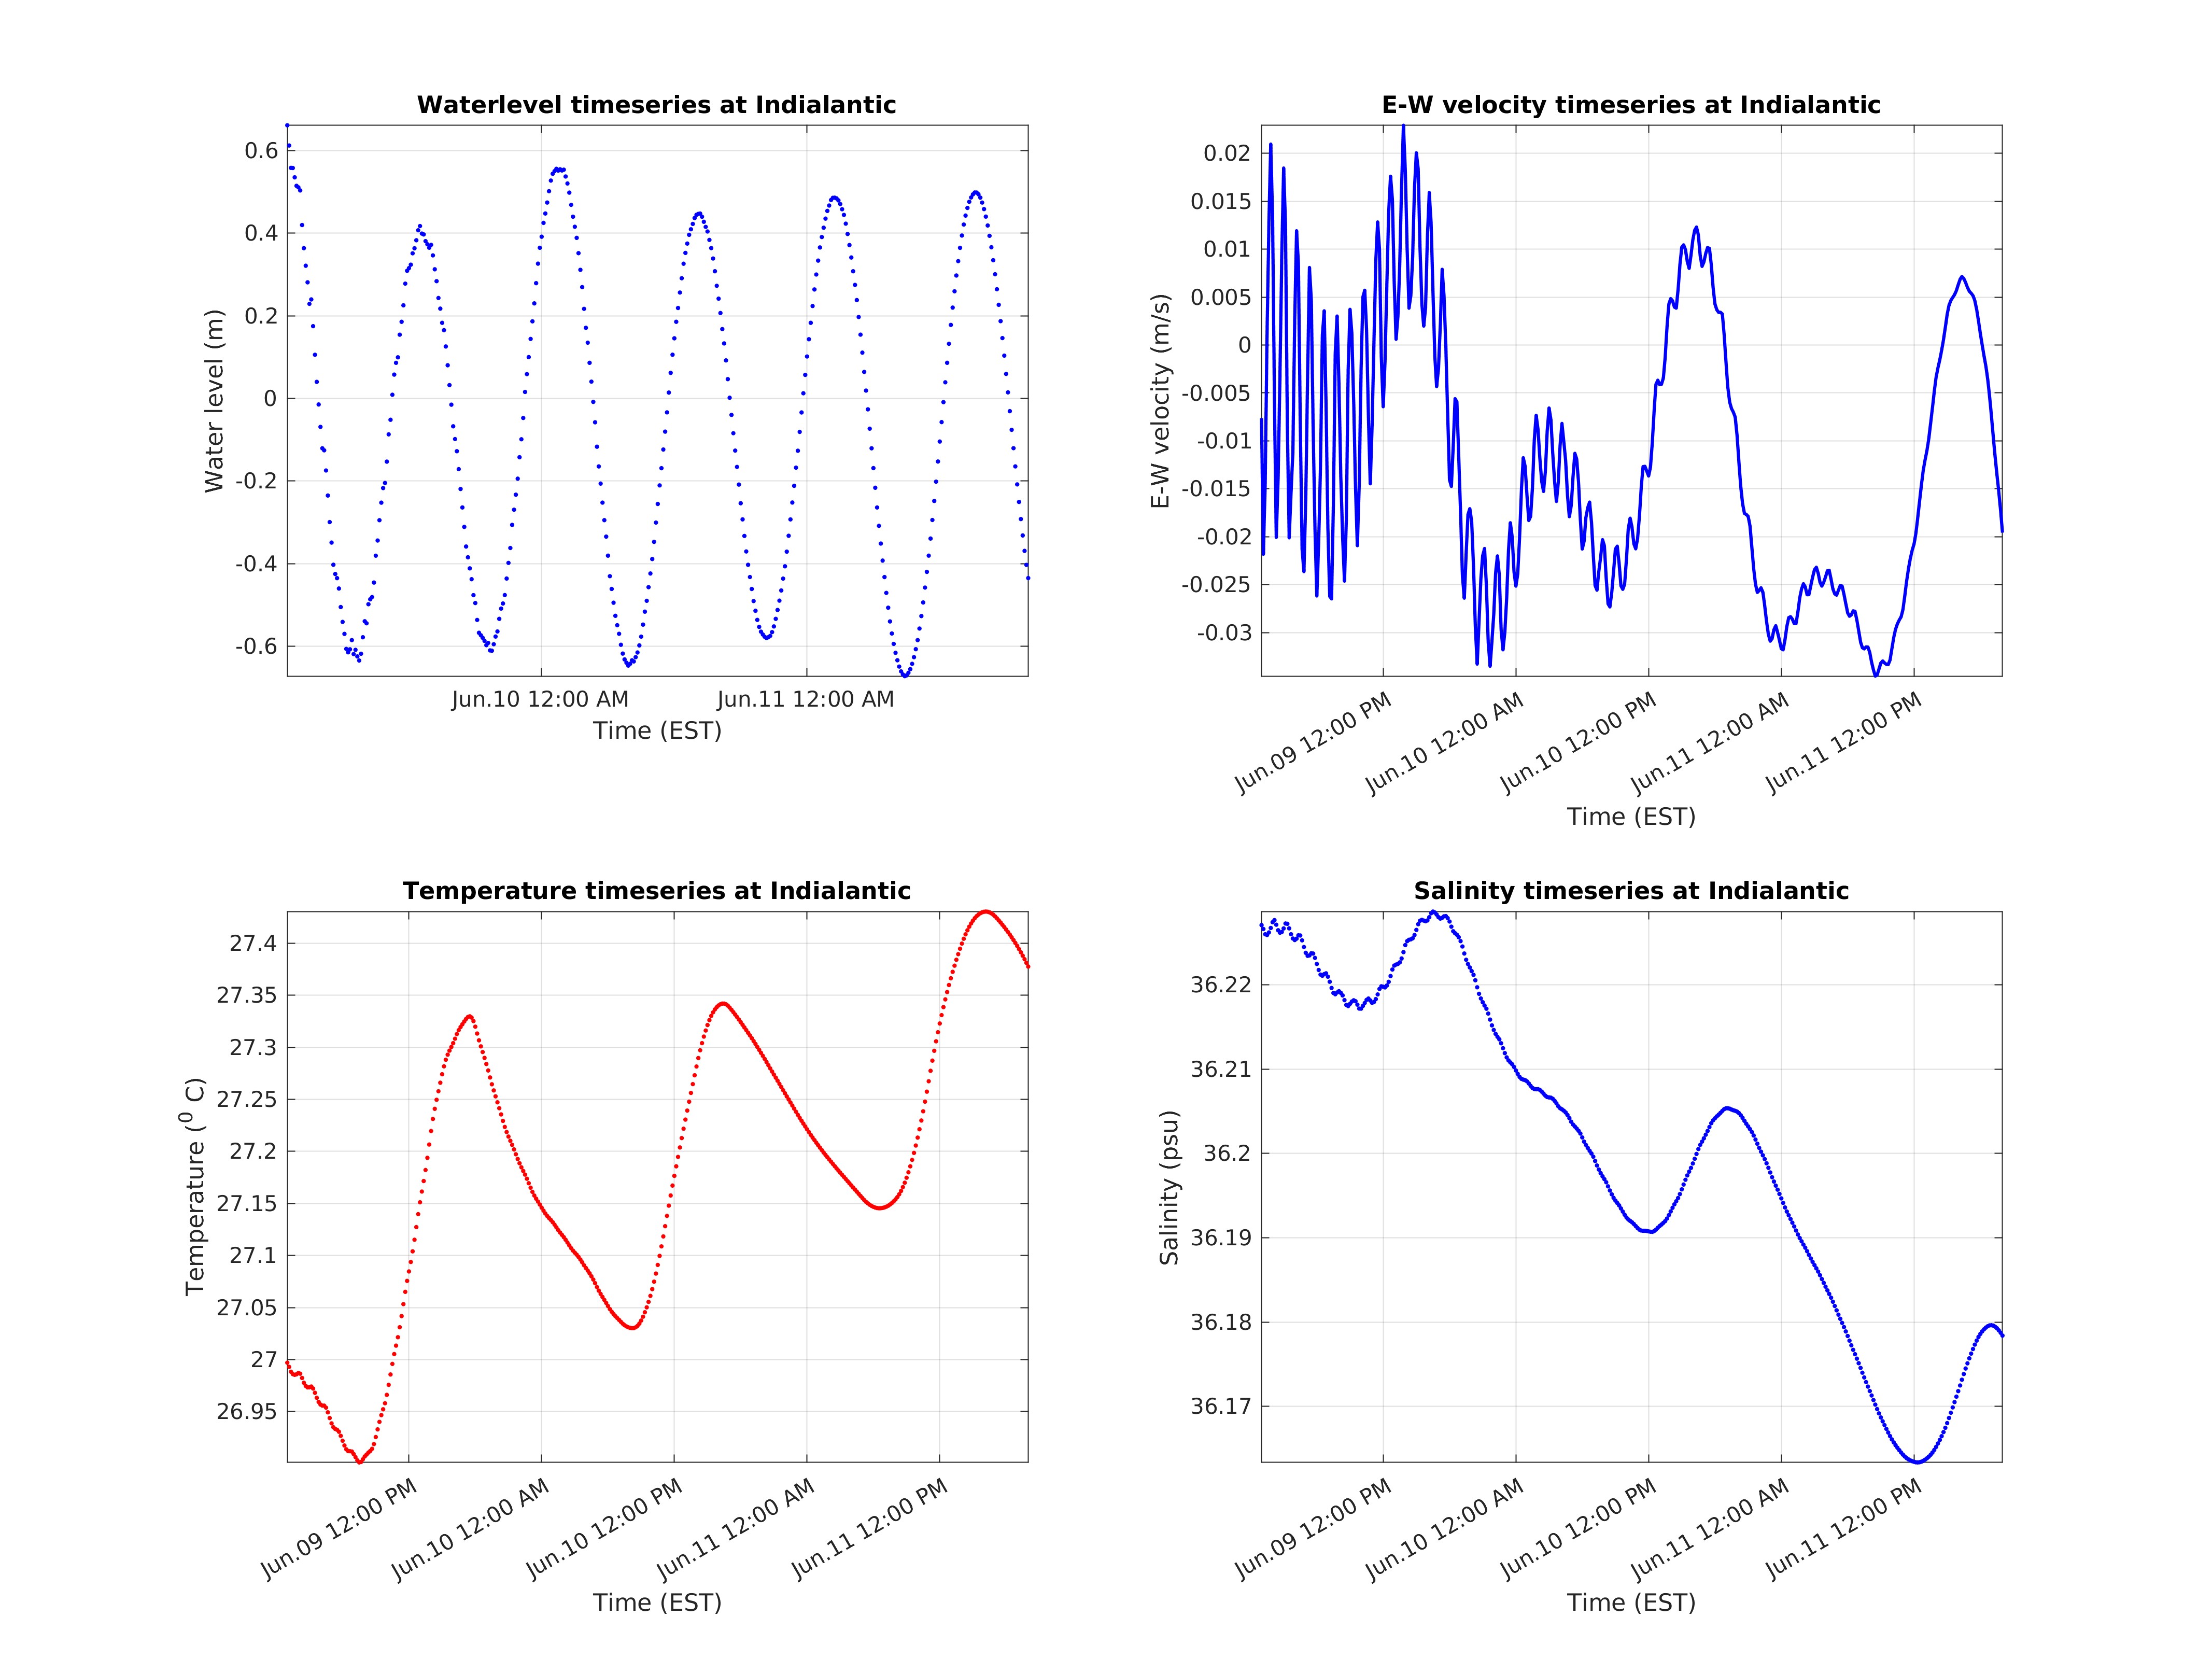 Waterlevel timeseries at Indialantic
0.6
0.4
0.2
0
-0.2
-0.4
-0.6
Water level (m)
Jun.10 12:00 AM
Jun.11 12:00 AM
Time (EST)
E-W velocity timeseries at Indialantic
0.02
0.015
0.01
0.005
0
-0.005
-0.01
-0.015
-0.02
-0.025
-0.03
E-W velocity (m/s)
Jun.09 12:00 PM
Jun.10 12:00 AM
Jun.10 12:00 PM
Jun.11 12:00 AM
Jun.11 12:00 PM
Time (EST)
Temperature timeseries at Indialantic
27.4
27.35
27.3
27.25
27.2
27.15
27.1
27.05
27
26.95
Temperature (⁰ C)
Jun.09 12:00 PM
Jun.10 12:00 AM
Jun.10 12:00 PM
Jun.11 12:00 AM
Jun.11 12:00 PM
Time (EST)
Salinity timeseries at Indialantic
36.22
36.21
36.2
36.19
36.18
36.17
Salinity (psu)
Jun.09 12:00 PM
Jun.10 12:00 AM
Jun.10 12:00 PM
Jun.11 12:00 AM
Jun.11 12:00 PM
Time (EST)